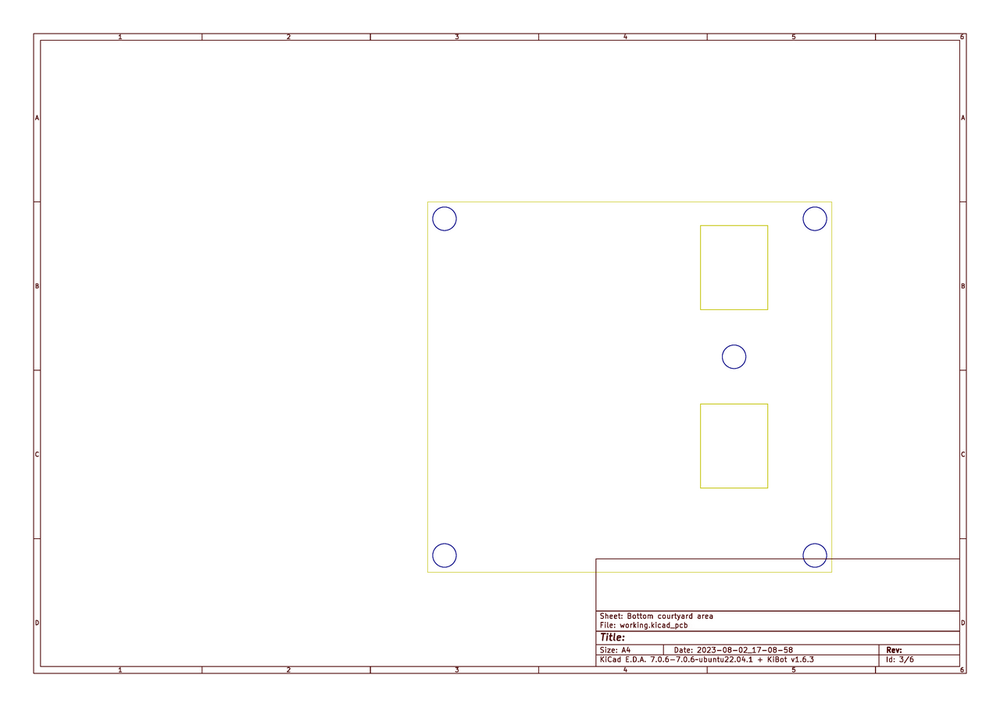 1 2 3 4 5 6
A A
B B
C C
Sheet: Bottom courtyard area
File: working.kicad_pcb
D D
Title:
Size: A4 Date: 2023-08-02_17-08-58 Rev:
KiCad E.D.A. 7.0.6-7.0.6~ubuntu22.04.1 + KiBot v1.6.3 Id: 3/6
1 2 3 4 5 6